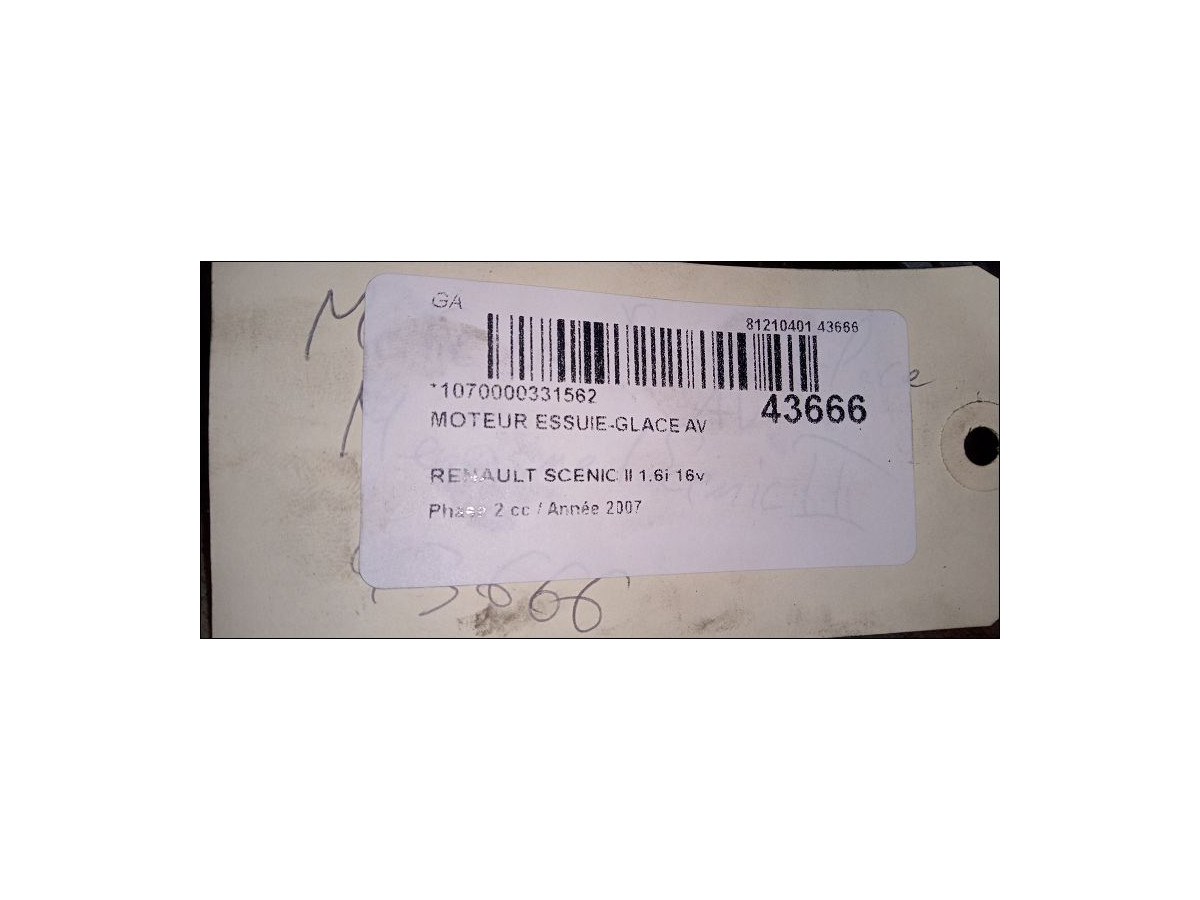 GA
81210401 43666
*1070000331562
43666
MOTEUR ESSUIE-GLACE AV
RENAULT SCENIC II 1.6i 16v
Phase 2 cc / Année 2007
3666